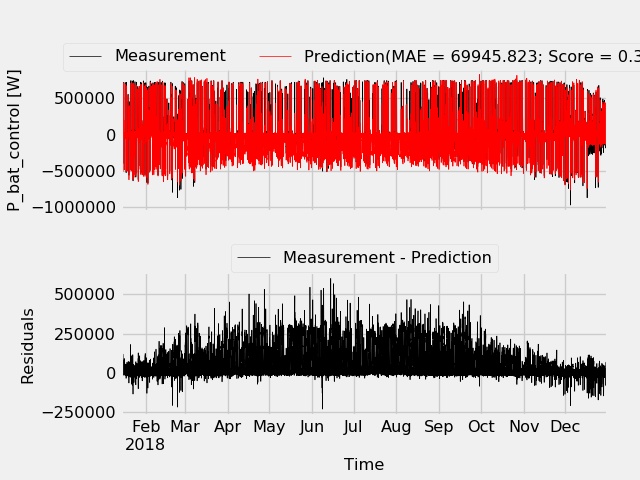 Measurement Prediction(MAE = 69945.823; Score = 0.3
P_bat_control [W]
500000
0
−500000
−1000000
Measurement - Prediction
Residuals
500000
250000
0
−250000
Feb Mar Apr May Jun Jul Aug Sep Oct Nov Dec
2018
Time